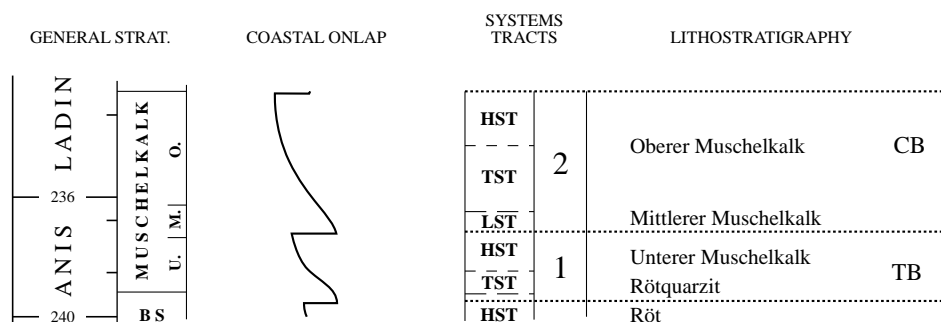 GENERAL STRAT.
COASTAL ONLAP
SYSTEMS
TRACTS
LITHOSTRATIGRAPHY
LADIN
ANIS
236
240
MUSCHELKALK
O.
M.
U.
B S
HST
TST
LST
HST
TST
HST
2
1
Oberer Muschelkalk
CB
Mittlerer Muschelkalk
Unterer Muschelkalk
TB
Rötquarzit
Röt